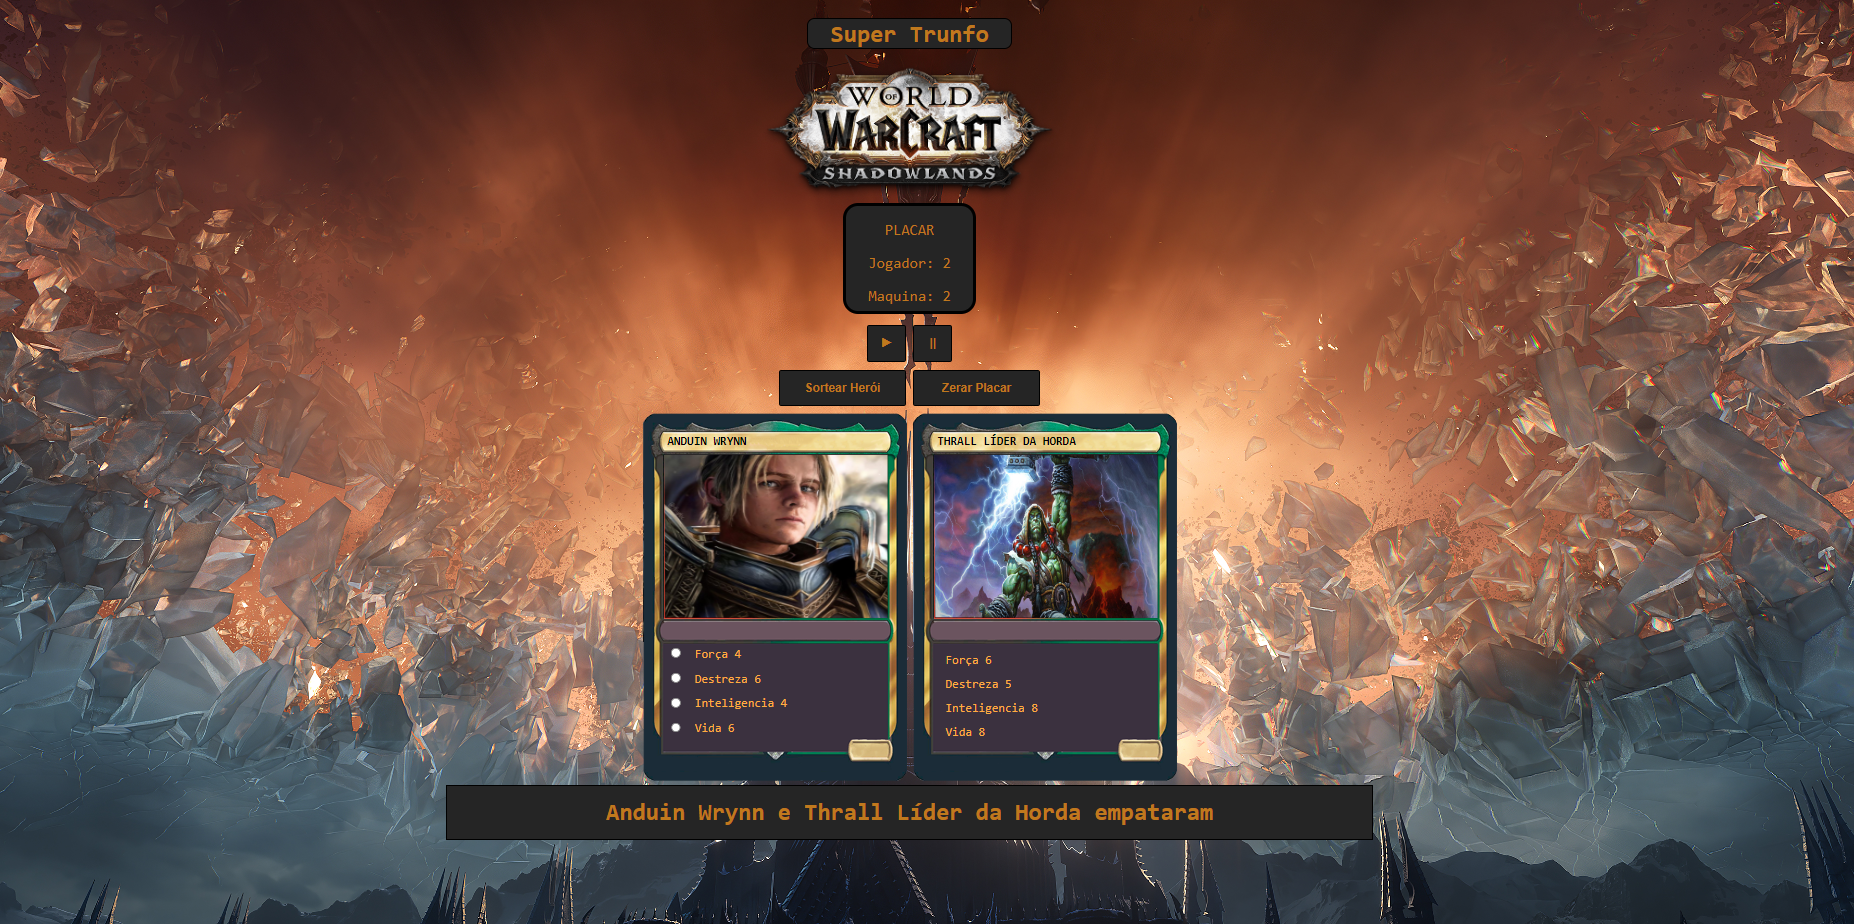 Super Trunfo
WORLD OF
WARCRAFT
SHADOWLANDS
PLACAR
Jogador: 2
Maquina: 2
Sortear Herói
Zerar Placar
ANDUIN WRYNN
Força 4
Destreza 6
Inteligencia 4
Vida 6
THRALL LÍDER DA HORDA
Força 6
Destreza 5
Inteligencia 8
Vida 8
Anduin Wrynn e Thrall Líder da Horda empataram